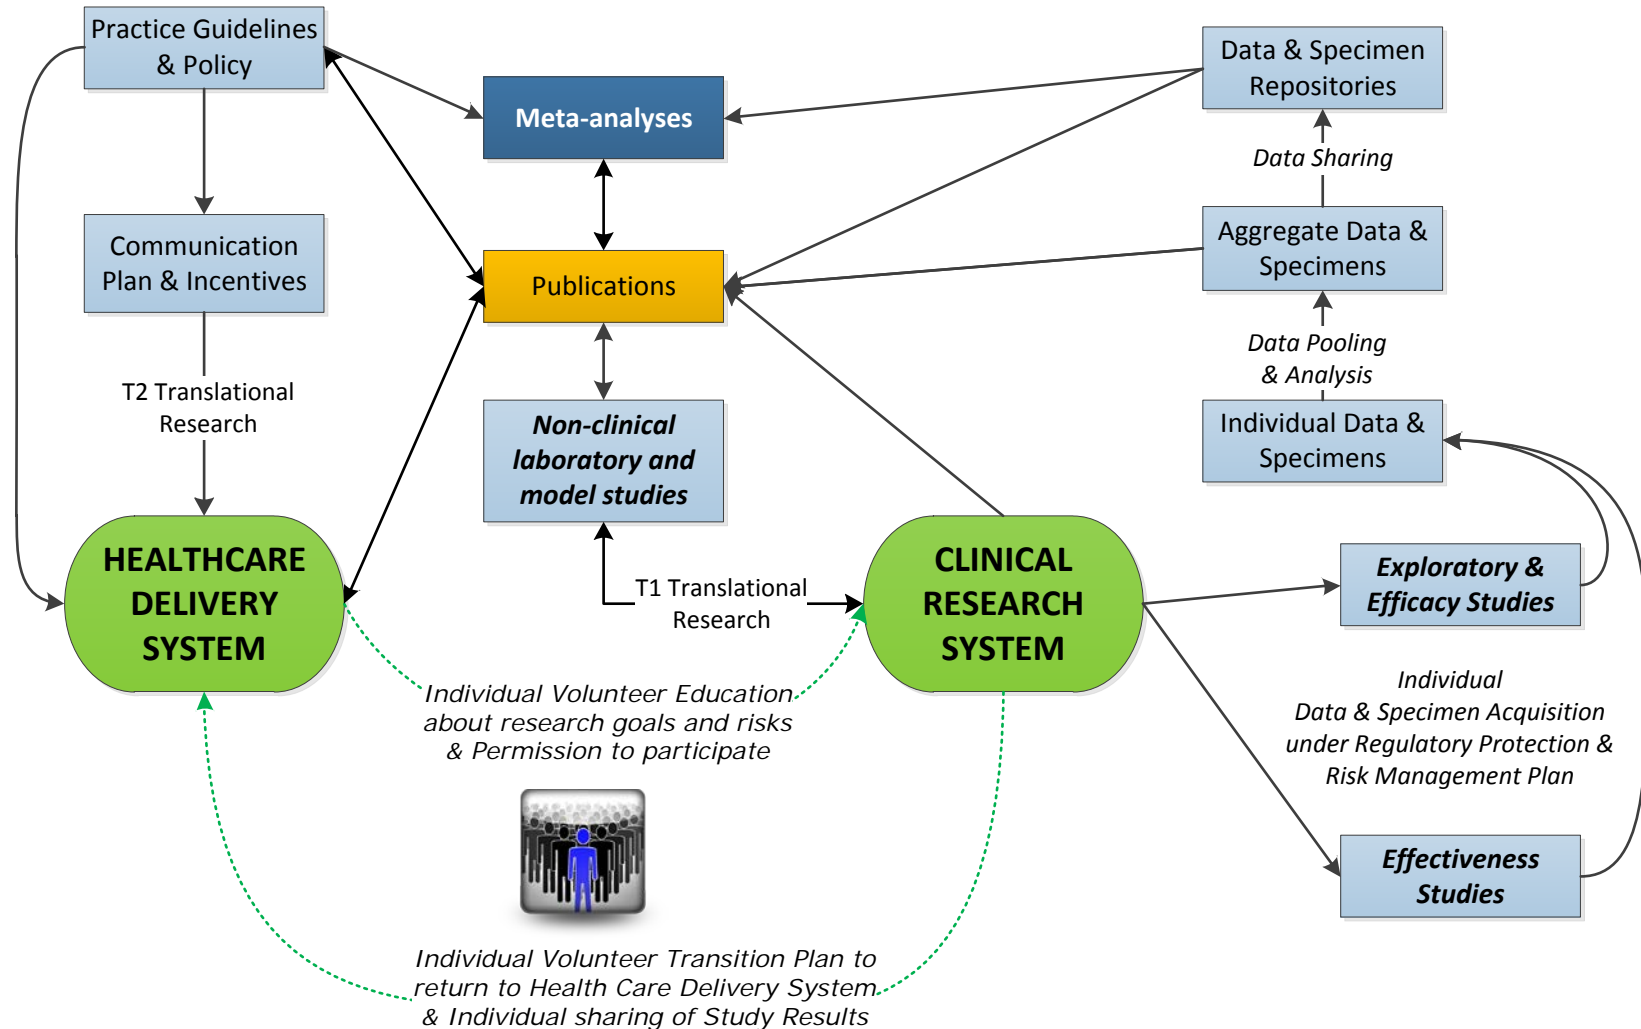 Practice Guidelines
& Policy
Meta-analyses
Data & Specimen
Repositories
Data Sharing
Communication
Plan & Incentives
Publications
Aggregate Data &
Specimens
Data Pooling
& Analysis
T2 Translational
Research
Non-clinical
laboratory and
model studies
Individual Data &
Specimens
HEALTHCARE
DELIVERY
SYSTEM
T1 Translational
Research
CLINICAL
RESEARCH
SYSTEM
Exploratory &
Efficacy Studies
Individual Volunteer Education
about research goals and risks
& Permission to participate
Individual
Data & Specimen Acquisition
under Regulatory Protection &
Risk Management Plan
Effectiveness
Studies
Individual Volunteer Transition Plan to
return to Health Care Delivery System
& Individual sharing of Study Results